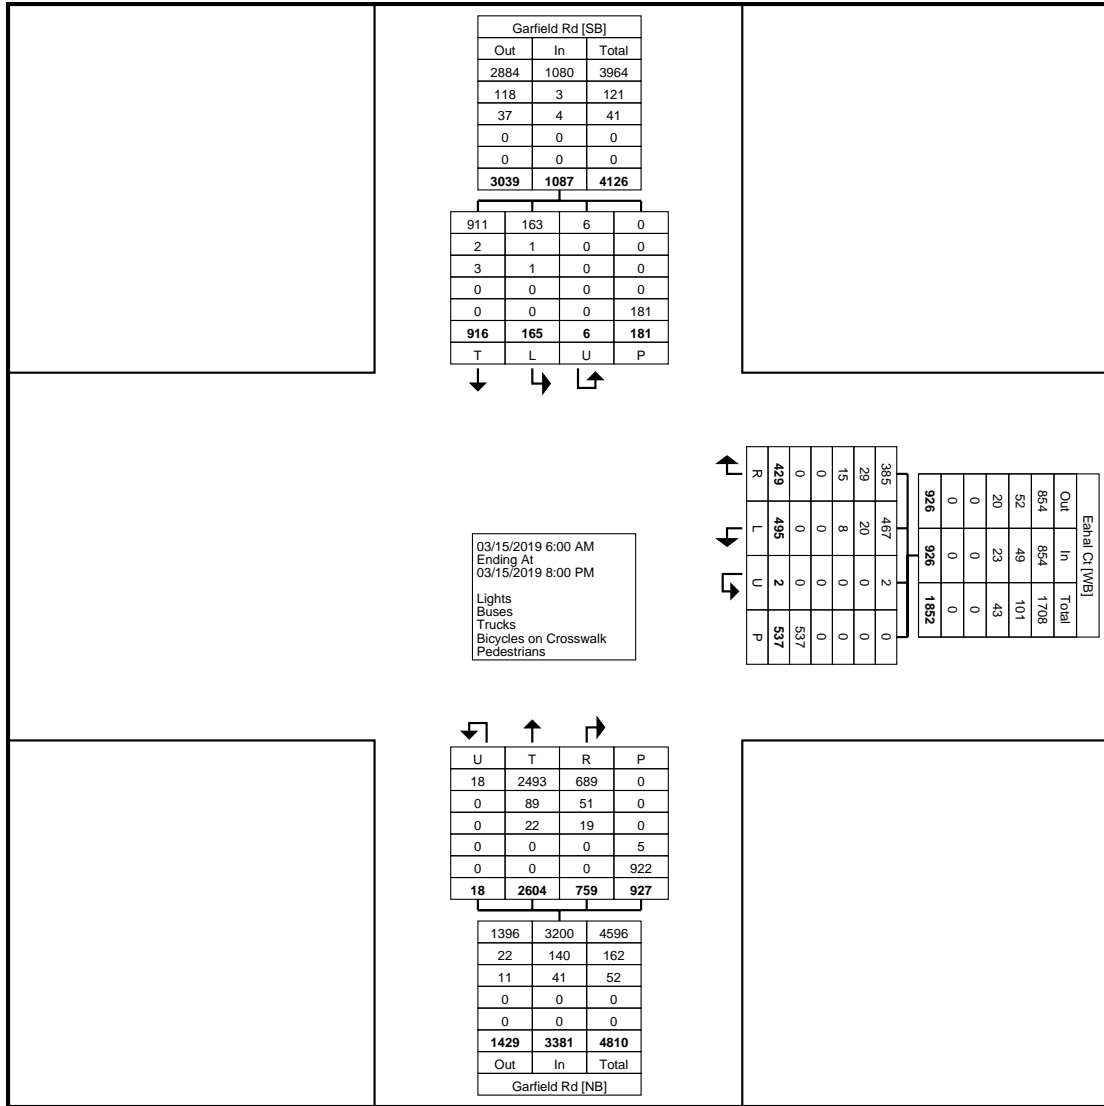 Garfield Rd [SB]
Out In Total
2884 1080 3964
118 3 121
37 4 41
0 0 0
0 0 0
3039 1087 4126
911 163 6 0
2 1 0 0
3 1 0 0
0 0 0 0
0 0 0 181
916 165 6 181
T L U P
Eahal Ct [WB]
Out In Total
854 854 1708
52 49 101
20 23 43
0 0 0
0 0 0
926 926 1852
385 467 2 0
29 20 0 0
15 8 0 0
0 0 0 0
0 0 0 537
429 495 2 537
R L U P
03/15/2019 6:00 AM
Ending At
03/15/2019 8:00 PM
Lights
Buses
Trucks
Bicycles on Crosswalk
Pedestrians
U T R P
18 2493 689 0
0 89 51 0
0 22 19 0
0 0 0 5
0 0 0 922
18 2604 759 927
1396 3200 4596
22 140 162
11 41 52
0 0 0
0 0 0
1429 3381 4810
Out In Total
Garfield Rd [NB]